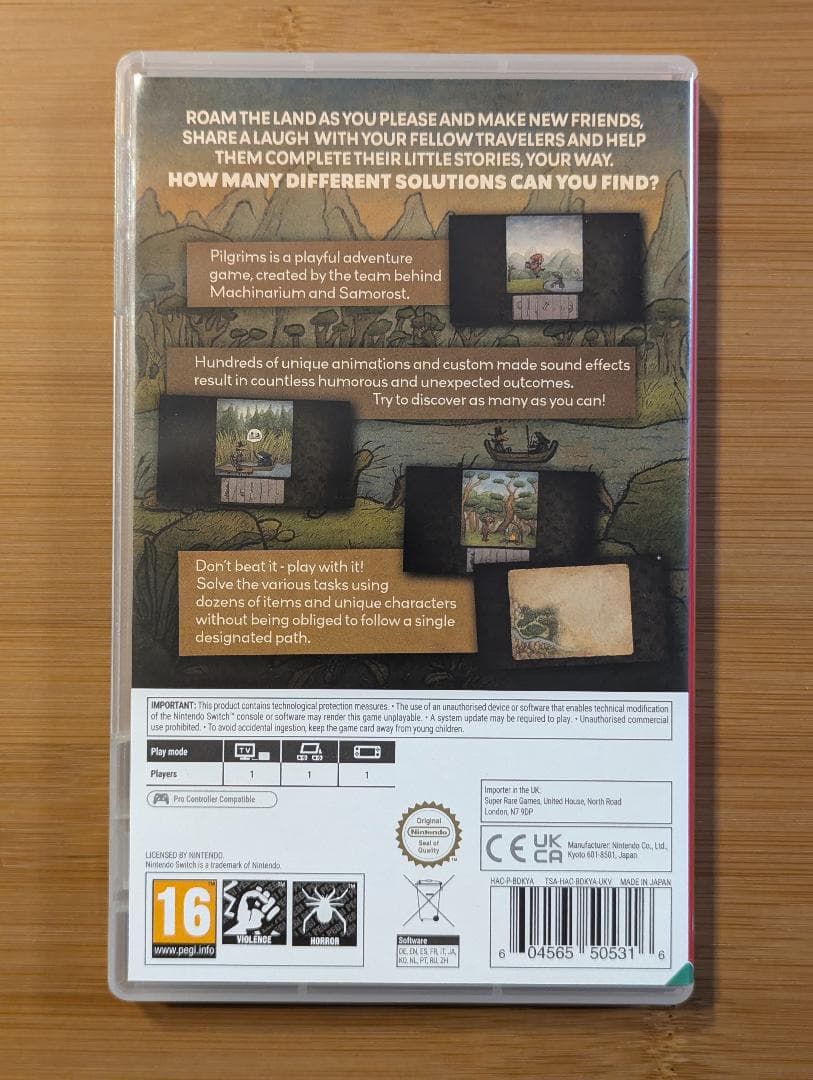 ROAM THE LAND AS YOU PLEASE AND MAKE NEW FRIENDS,
SHARE A LAUGH WITH YOUR FELLOW TRAVELERS AND HELP
THEM COMPLETE THEIR LITTLE STORIES, YOUR WAY.
HOW MANY DIFFERENT SOLUTIONS CAN YOU FIND?
Pilgrims is a playful adventure
game, created by the team behind
Machinarium and Samorost.
Hundreds of unique animations and custom made sound effects
result in countless humorous and unexpected outcomes.
Try to discover as many as you can!
Don't beat it - play with it!
Solve the various tasks using
dozens of items and unique characters
without being obliged to follow a single
designated path.
IMPORTANT: This product contains technological protection measures. • The use of an unauthorised device or software that enables technical modification
of the Nintendo Switch™ console or software may render this game unplayable. • A system update may be required to play. • Unauthorised commercial
use prohibited. • To avoid accidental ingestion, keep the game card away from young children.
Play mode TV
Players 1 1 1
Pro Controller Compatible
Importer in the UK:
Super Rare Games, United House, North Road
London, N7 9DP
Original
Nintendo
Seal of
Quality
TM
CE UK
CA
Manufacturer: Nintendo Co., Ltd.,
Kyoto 601-8501, Japan
LICENSED BY NINTENDO.
Nintendo Switch is a trademark of Nintendo.
HAC-P-BDKYA TSA-HAC-BDKYA-UKV MADE IN JAPAN
16
www.pegi.info
VIOLENCE
HORROR
Software
DE, EN, ES, FR, IT, JA,
KO, NL, PT, RU, ZH
6 04565 50531 6